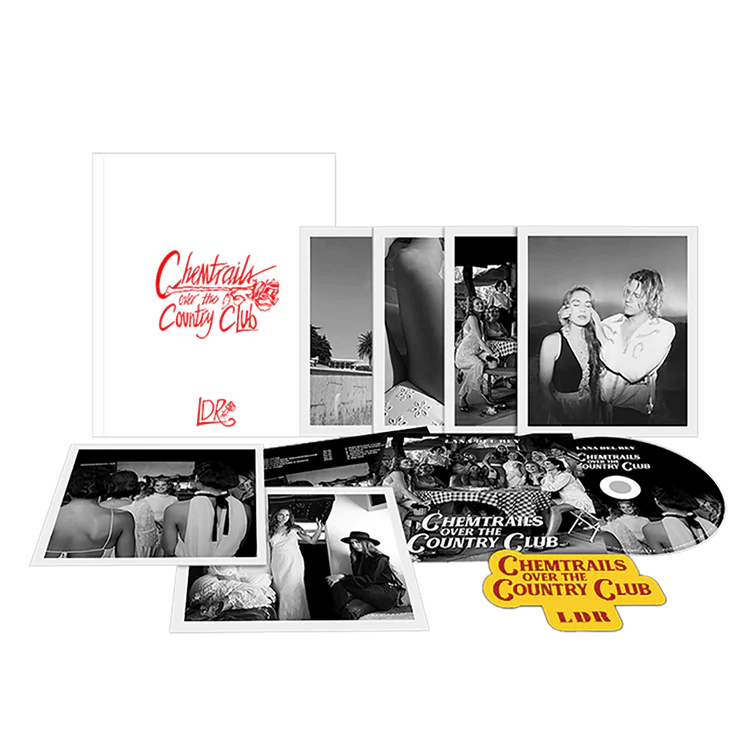 Chemtrails
over the
Country Club
LDR
LANA DEL REY
CHEMTRAILS
OVER THE
COUNTRY CLUB
LANA DEL REY
CHEMTRAILS
OVER THE
COUNTRY CLUB
CHEMTRAILS
OVER THE
COUNTRY CLUB
LDR